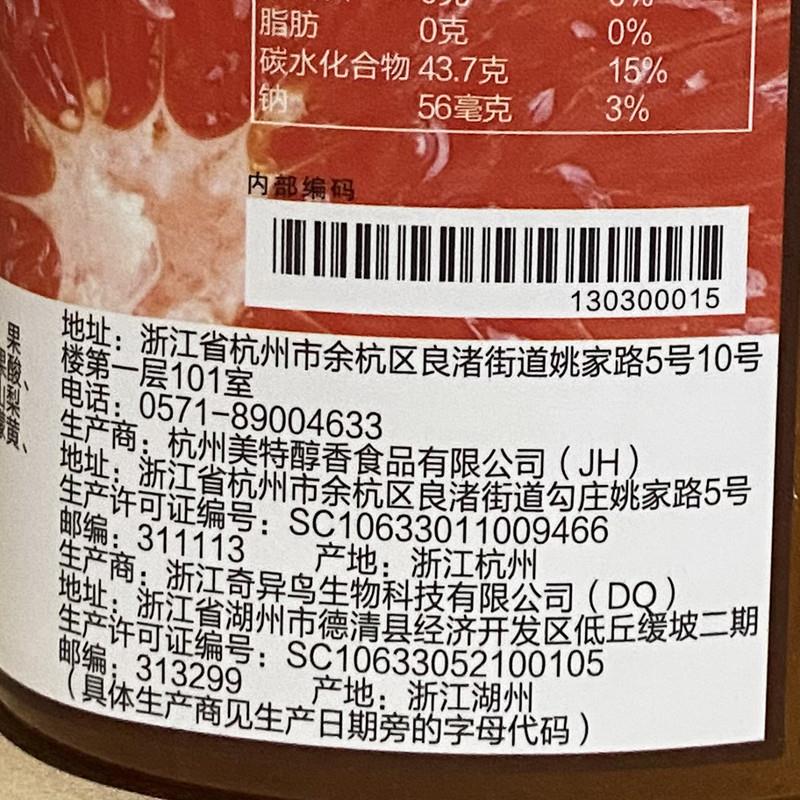 脂肪 0克 0%
碳水化合物 43.7克 15%
钠 56毫克 3%
内部编码
130300015
果酸、
梨
黄、
地址：浙江省杭州市余杭区良渚街道姚家路5号10号
楼第一层101室
电话：0571-89004633
生产商：杭州美特醇香食品有限公司（JH）
地址：浙江省杭州市余杭区良渚街道勾庄姚家路5号
生产许可证编号：SC10633011009466
邮编：311113 产地：浙江杭州
生产商：浙江奇异鸟生物科技有限公司（DQ）
地址：浙江省湖州市德清县经济开发区低丘缓坡二期
生产许可证编号：SC10633052100105
邮编：313299 产地：浙江湖州
（具体生产商见生产日期旁的字母代码）